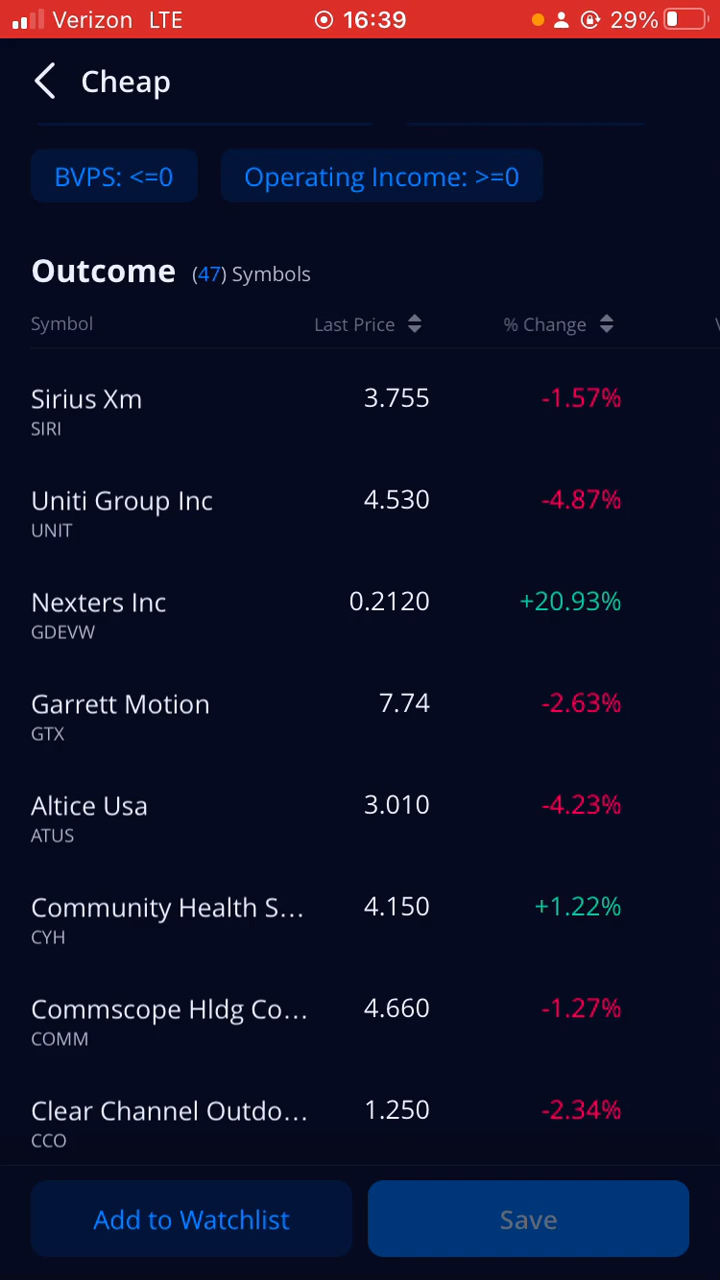 Verizon LTE 16:39 29%
Cheap
BVPS: <=0 Operating Income: >=0
Outcome (47) Symbols
Symbol Last Price % Change
Sirius Xm 3.755 -1.57%
SIRI
Uniti Group Inc 4.530 -4.87%
UNIT
Nexters Inc 0.2120 +20.93%
GDEVW
Garrett Motion 7.74 -2.63%
GTX
Altice Usa 3.010 -4.23%
ATUS
Community Health S... 4.150 +1.22%
CYH
Commscope Hldg Co... 4.660 -1.27%
COMM
Clear Channel Outdo... 1.250 -2.34%
CCO
Add to Watchlist Save